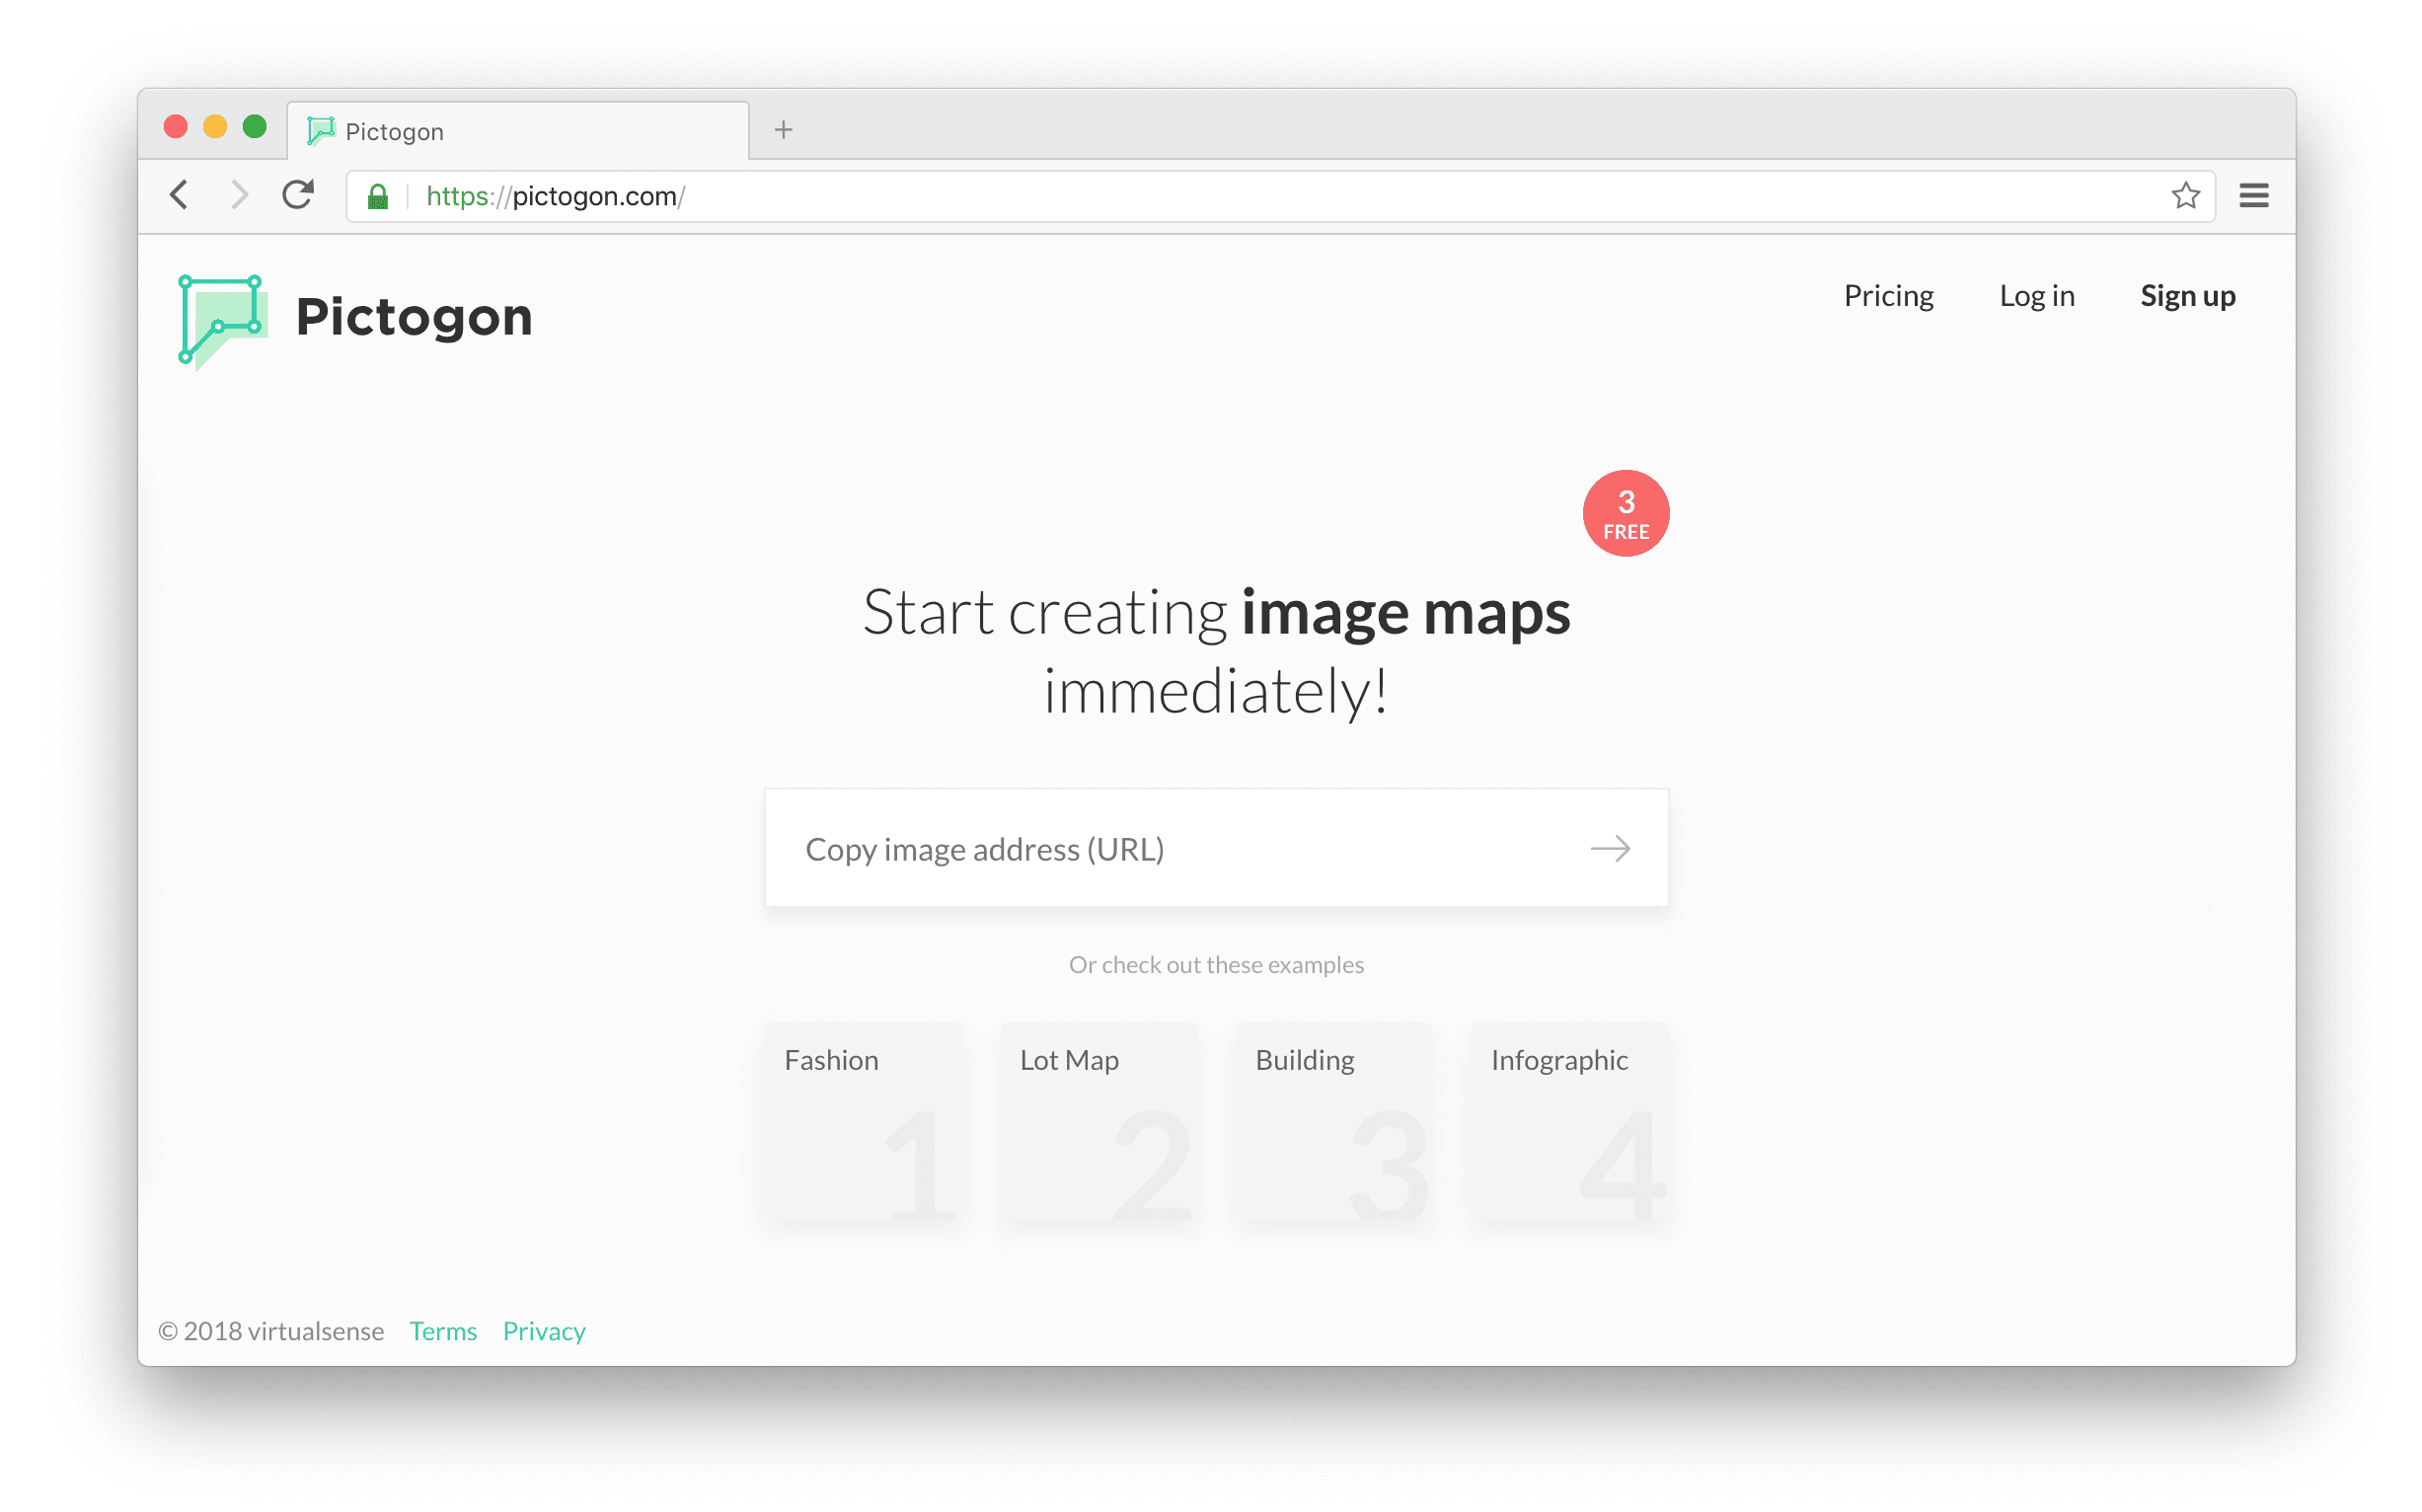 Pictogon
https://pictogon.com/
Pictogon
Pricing
Log in
Sign up
3
FREE
Start creating image maps
immediately!
Copy image address (URL)
Or check out these examples
Fashion
1
Lot Map
2
Building
3
Infographic
4
© 2018 virtualsense Terms Privacy